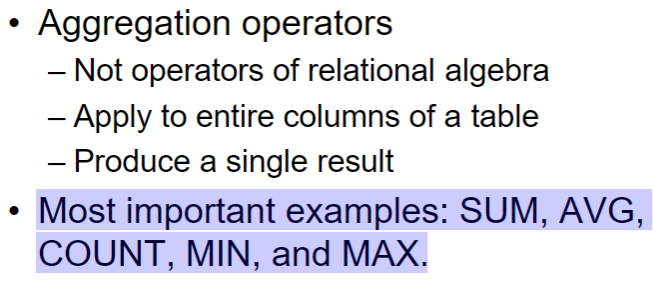 • Aggregation operators
– Not operators of relational algebra
– Apply to entire columns of a table
– Produce a single result
• Most important examples: SUM, AVG,
COUNT, MIN, and MAX.